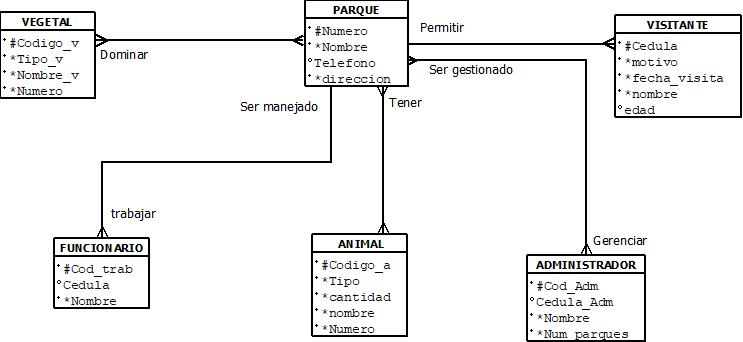 VEGETAL
#Codigo_v
*Tipo_v
*Nombre_v
*Numero
Dominar
PARQUE
#Numero
*Nombre
Telefono
*direccion
Permitir
Ser gestionado
VISITANTE
#Cedula
*motivo
*fecha_visita
*nombre
edad
Ser manejado
Tener
trabajar
Gerenciar
FUNCIONARIO
#Cod_trab
Cedula
*Nombre
ANIMAL
#Codigo_a
*Tipo
*cantidad
*nombre
*Numero
ADMINISTRADOR
#Cod_Adm
Cedula_Adm
*Nombre
*Num_parques